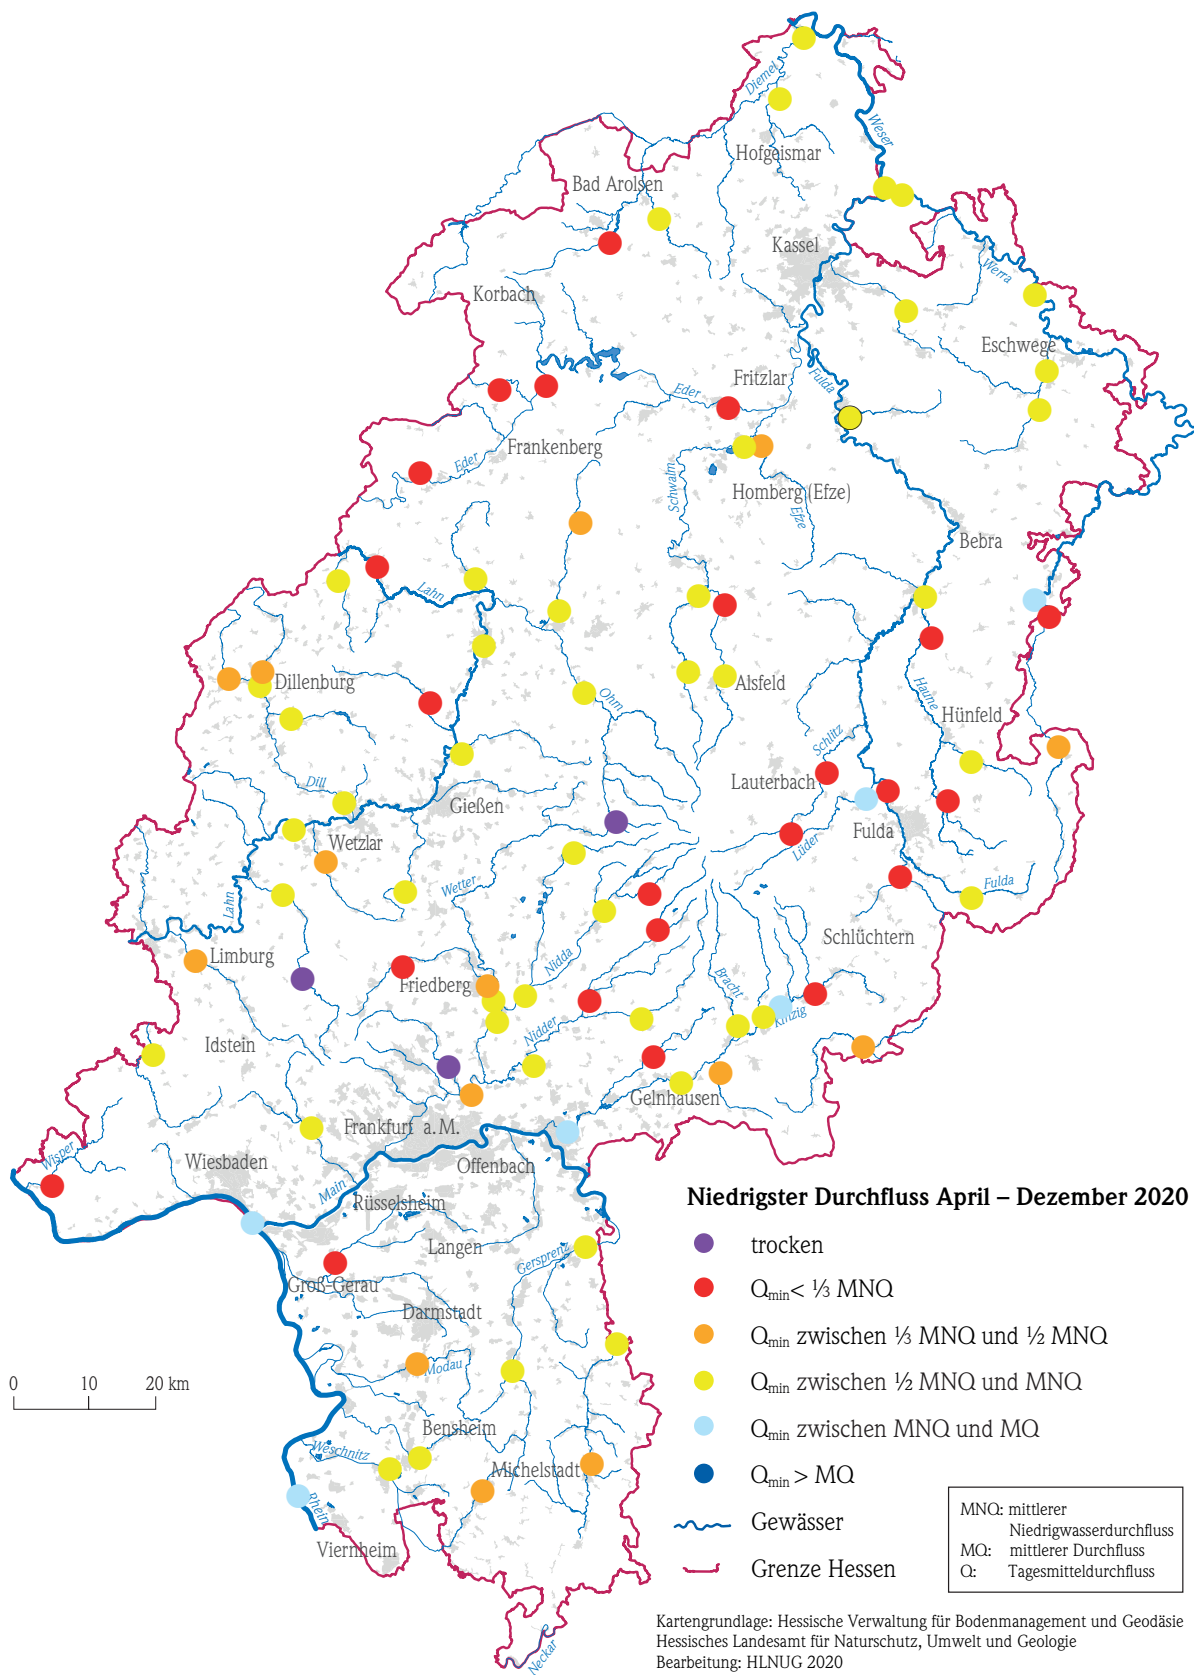 Diemel
Weser
Hofgeismar
Bad Arolsen
Kassel
Werra
Korbach
Eschwege
Fritzlar
Fulda
Eder
Frankenberg
Eder
Schwalm
Homberg (Efze)
Efze
Bebra
Lahn
Dillenburg
Ohm
Alsfeld
Haune
Hünfeld
Schlitz
Lauterbach
Dill
Gießen
Wetzlar
Fulda
Lüder
Wetter
Fulda
Lahn
Schlüchtern
Limburg
Nidda
Friedberg
Bracht
Kinzig
Idstein
Nidder
Gelnhausen
Frankfurt a.M.
Wisper
Wiesbaden
Offenbach
Main
Rüsselsheim
Langen
Gersprenz
Groß-Gerau
Darmstadt
Modau
Bensheim
Weschnitz
Michelstadt
Rhein
Viernheim
Neckar
0 10 20 km
Niedrigster Durchfluss April – Dezember 2020
trocken
Qmin< ⅓ MNQ
Qmin zwischen ⅓ MNQ und ½ MNQ
Qmin zwischen ½ MNQ und MNQ
Qmin zwischen MNQ und MQ
Qmin > MQ
Gewässer
Grenze Hessen
MNQ: mittlerer
Niedrigwasserdurchfluss
MQ: mittlerer Durchfluss
Q: Tagesmitteldurchfluss
Kartengrundlage: Hessische Verwaltung für Bodenmanagement und Geodäsie
Hessisches Landesamt für Naturschutz, Umwelt und Geologie
Bearbeitung: HLNUG 2020